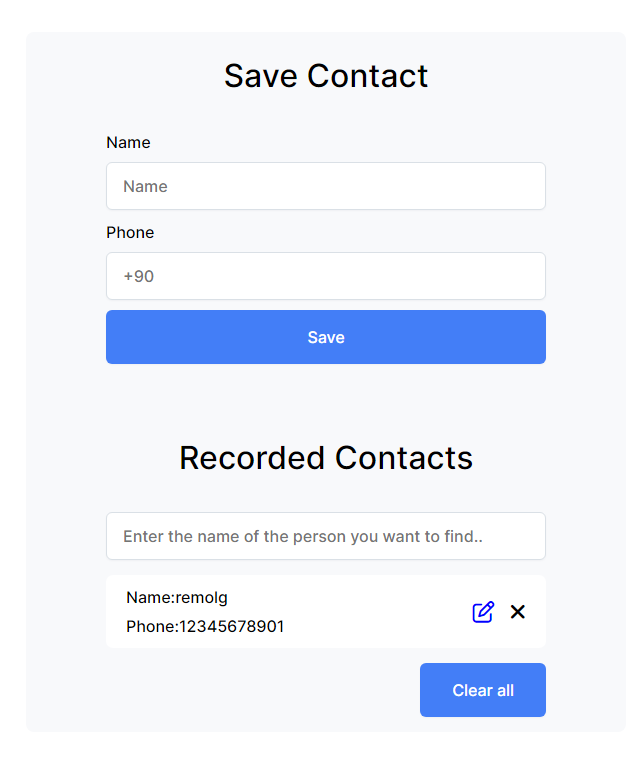 Save Contact
Name
Name
Phone
+90
Save
Recorded Contacts
Enter the name of the person you want to find..
Name:remolg
Phone:12345678901
Clear all